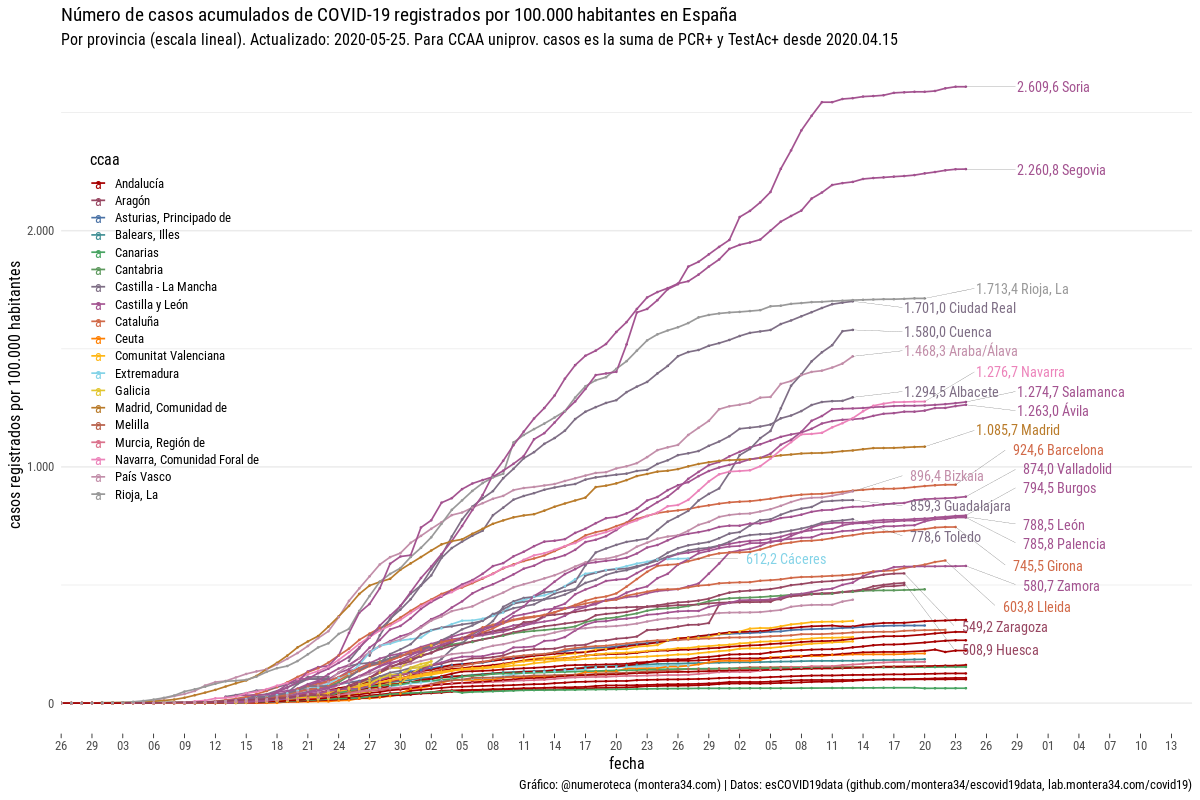 Número de casos acumulados de COVID-19 registrados por 100.000 habitantes en España
Por provincia (escala lineal). Actualizado: 2020-05-25. Para CCAA uniprov. casos es la suma de PCR+ y TestAc+ desde 2020.04.15
casos registrados por 100.000 habitantes
2.000
1.000
0
ccaa
Andalucía
Aragón
Asturias, Principado de
Balears, Illes
Canarias
Cantabria
Castilla - La Mancha
Castilla y León
Cataluña
Ceuta
Comunitat Valenciana
Extremadura
Galicia
Madrid, Comunidad de
Melilla
Murcia, Región de
Navarra, Comunidad Foral de
País Vasco
Rioja, La
2.609,6 Soria
2.260,8 Segovia
1.713,4 Rioja, La
1.701,0 Ciudad Real
1.580,0 Cuenca
1.468,3 Araba/Álava
1.276,7 Navarra
1.294,5 Albacete
1.274,7 Salamanca
1.263,0 Ávila
1.085,7 Madrid
924,6 Barcelona
896,4 Bizkaia
874,0 Valladolid
794,5 Burgos
859,3 Guadalajara
788,5 León
778,6 Toledo
785,8 Palencia
612,2 Cáceres
745,5 Girona
580,7 Zamora
603,8 Lleida
549,2 Zaragoza
508,9 Huesca
26 29 03 06 09 12 15 18 21 24 27 30 02 05 08 11 14 17 20 23 26 29 02 05 08 11 14 17 20 23 26 29 01 04 07 10 13
fecha
Gráfico: @numeroteca (montera34.com) | Datos: esCOVID19data (github.com/montera34/escovid19data, lab.montera34.com/covid19)